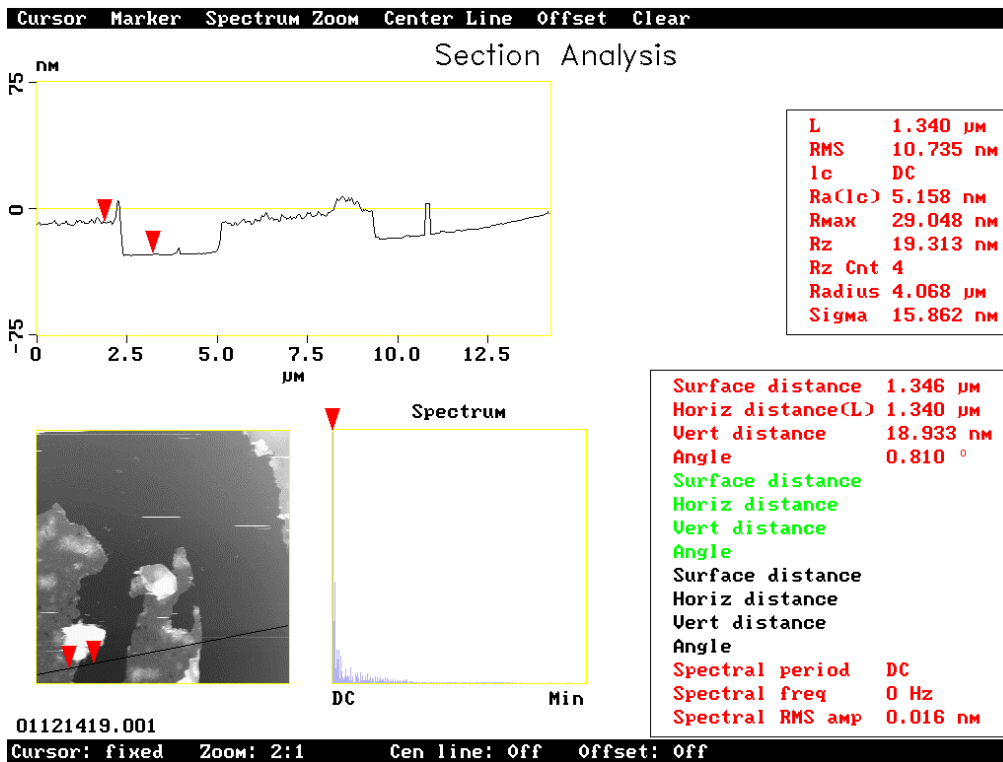 Cursor Marker Spectrum Zoom Center Line Offset Clear
Section Analysis
nM
75
0
-75
0 2.5 5.0 7.5 10.0 12.5
µM
L 1.340 µM
RMS 10.735 nM
lc DC
Ra(lc) 5.158 nM
Rmax 29.048 nM
Rz 19.313 nM
Rz Cnt 4
Radius 4.068 µM
Sigma 15.862 nM
Spectrum
DC Min
Surface distance 1.346 µM
Horiz distance(L) 1.340 µM
Vert distance 18.933 nM
Angle 0.810 °
Surface distance
Horiz distance
Vert distance
Angle
Surface distance
Horiz distance
Vert distance
Angle
Spectral period DC
Spectral freq 0 Hz
Spectral RMS amp 0.016 nM
01121419.001
Cursor: fixed Zoom: 2:1 Cen line: Off Offset: Off